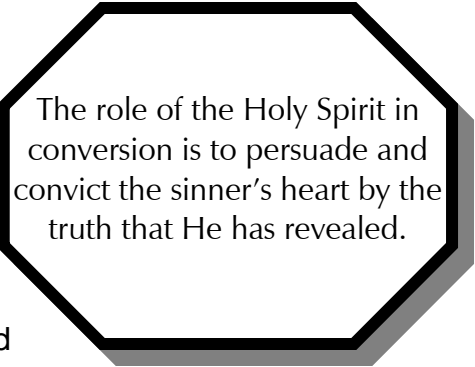 The role of the Holy Spirit in
conversion is to persuade and
convict the sinner’s heart by the
truth that He has revealed.
d